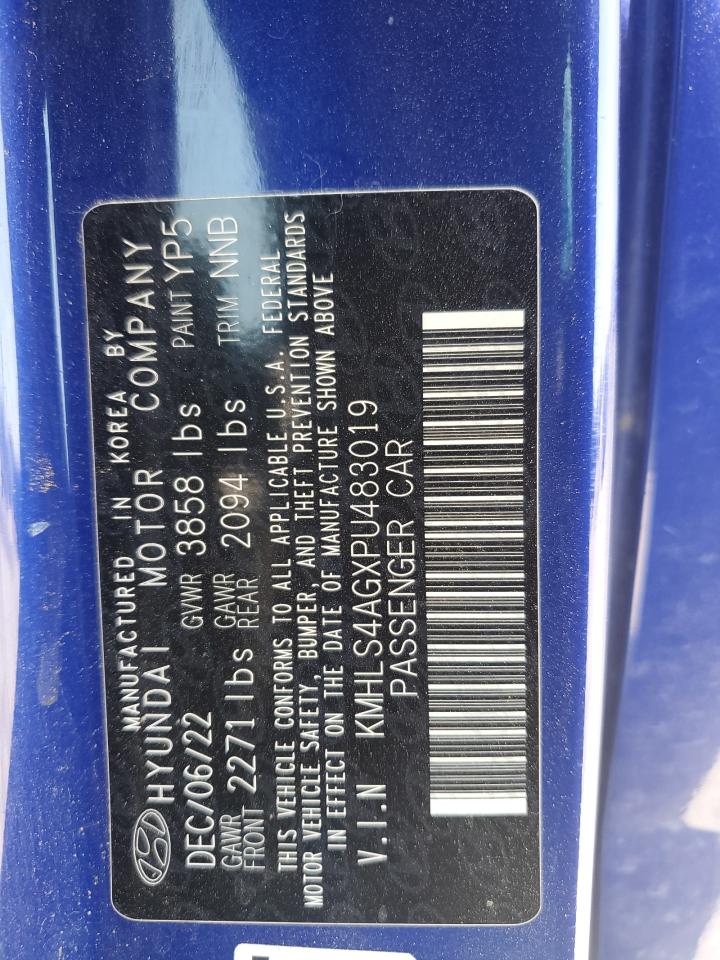 MANUFACTURED IN KOREA BY
HYUNDAI MOTOR COMPANY
DEC/06/22 GVWR 3858 lbs PAINT YP5
GAWR FRONT 2271 lbs GAWR REAR 2094 lbs TRIM NNB
THIS VEHICLE CONFORMS TO ALL APPLICABLE U.S.A. FEDERAL
MOTOR VEHICLE SAFETY, BUMPER, AND THEFT PREVENTION STANDARDS
IN EFFECT ON THE DATE OF MANUFACTURE SHOWN ABOVE
V.I.N KMHLS4AGXPU483019
PASSENGER CAR